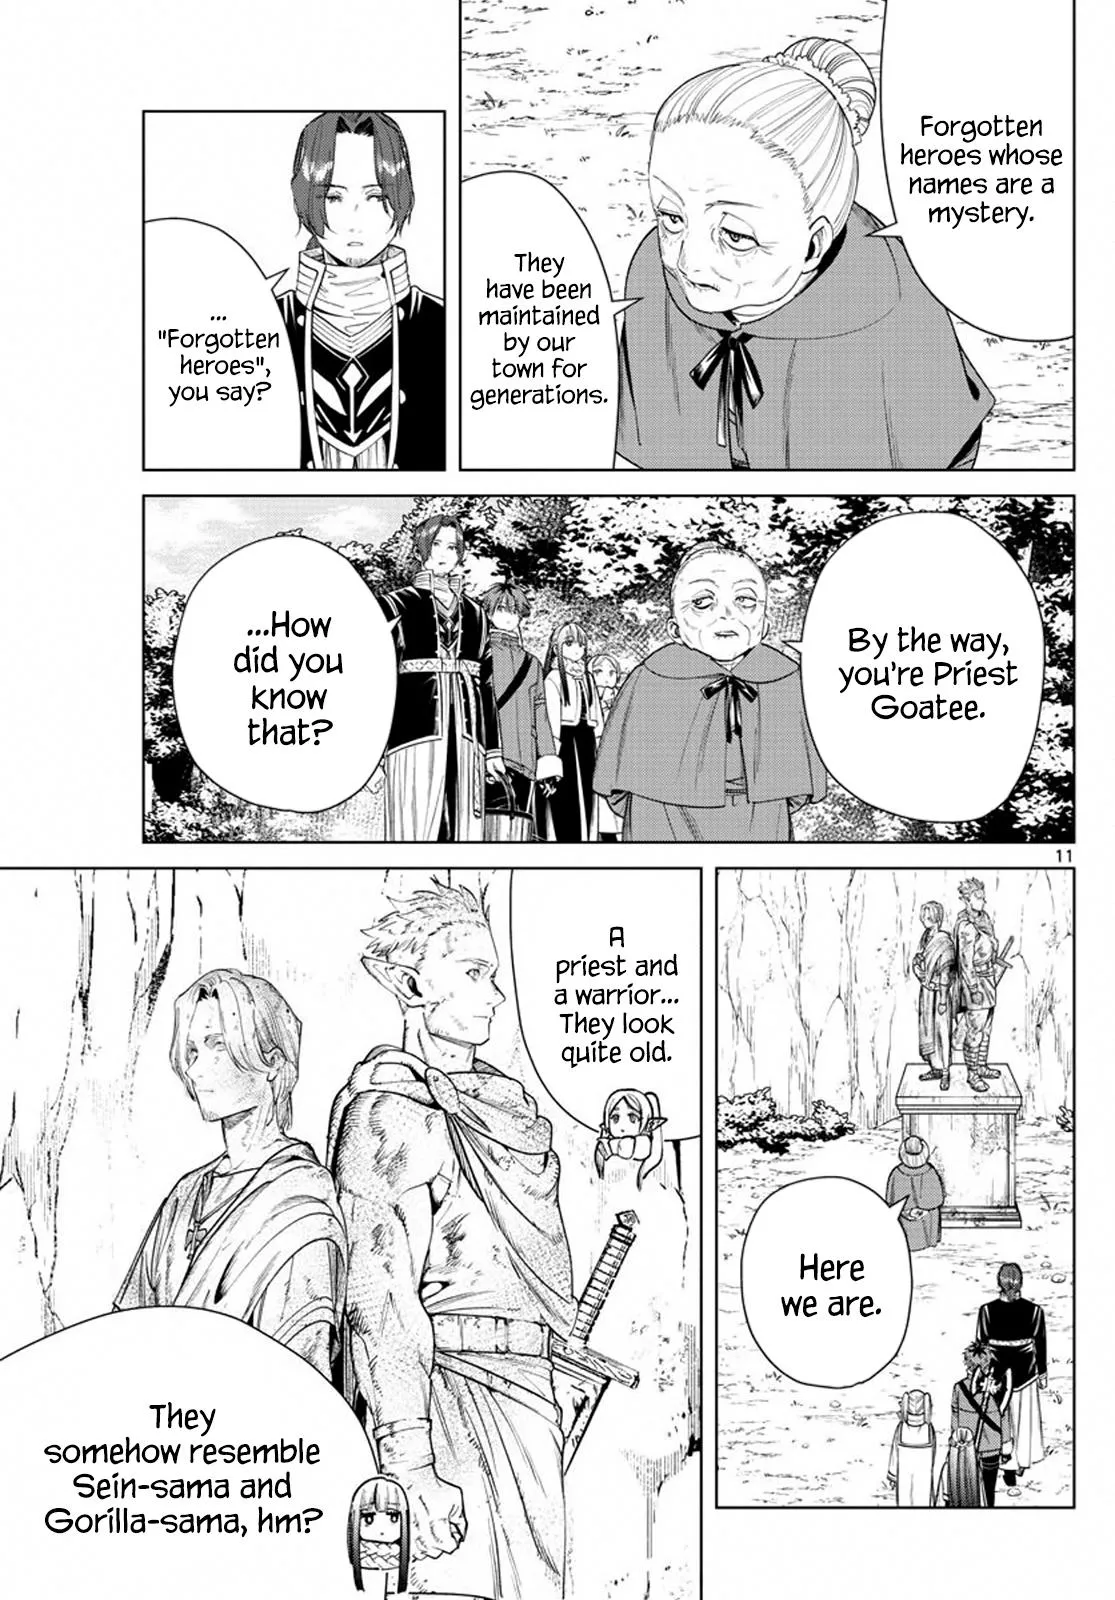 Forgotten
heroes whose
names are a
mystery.
They
have been
maintained
by our
town for
generations.
...
"Forgotten
heroes",
you say?
By the way,
you're Priest
Goatee.
...How
did you
know
that?
11
Here
we are.
A
priest and
a warrior...
They look
quite old.
They
somehow resemble
Sein-sama and
Gorilla-sama, hm?